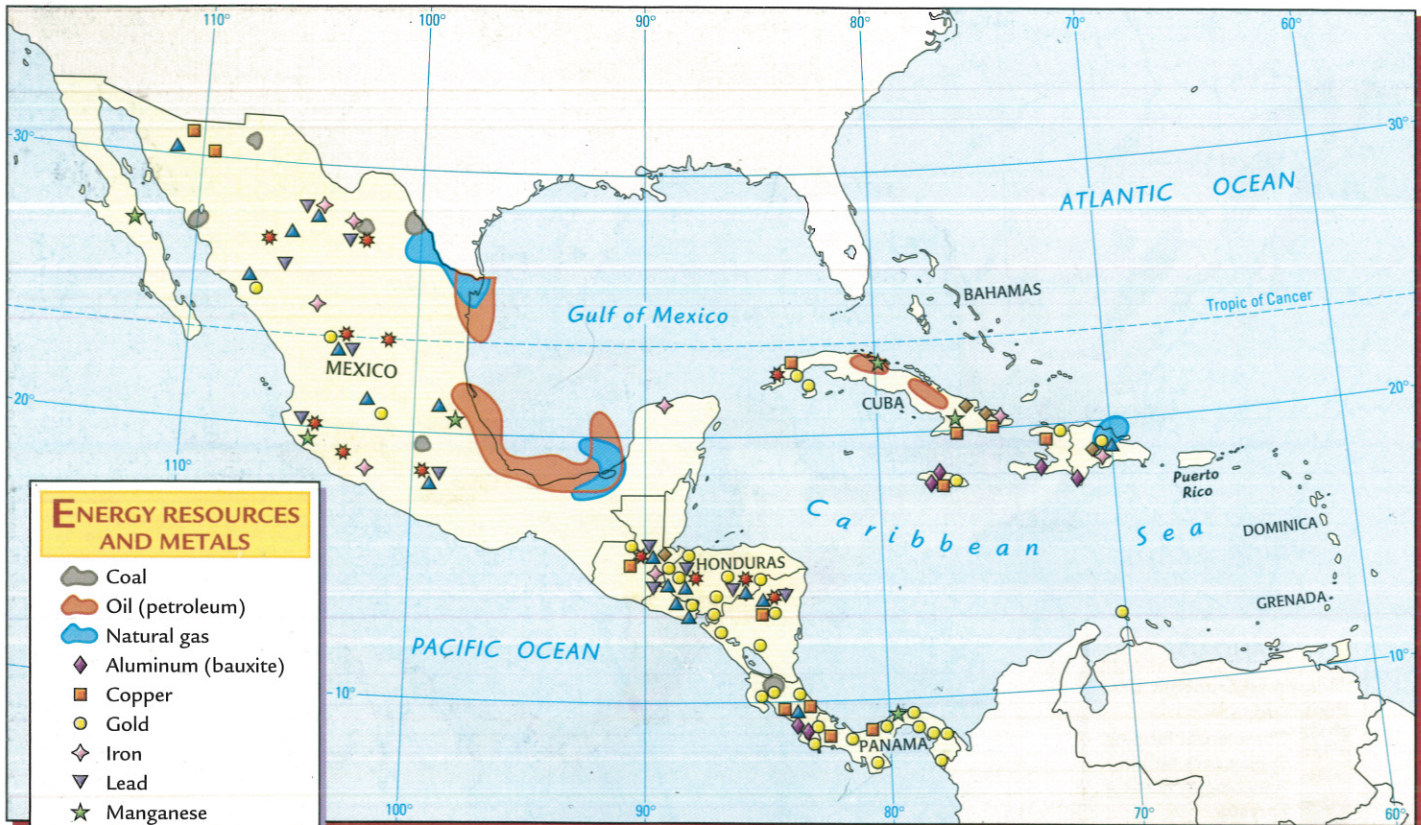 110°
100°
90°
80°
70°
60°
30°
30°
ATLANTIC OCEAN
BAHAMAS
Gulf of Mexico
Tropic of Cancer
MEXICO
20°
20°
CUBA
110°
Puerto
Rico
Caribbean Sea
DOMINICA
HONDURAS
GRENADA
PACIFIC OCEAN
10°
10°
PANAMA
100°
90°
80°
70°
60°
ENERGY RESOURCES
AND METALS
Coal
Oil (petroleum)
Natural gas
Aluminum (bauxite)
Copper
Gold
Iron
Lead
Manganese